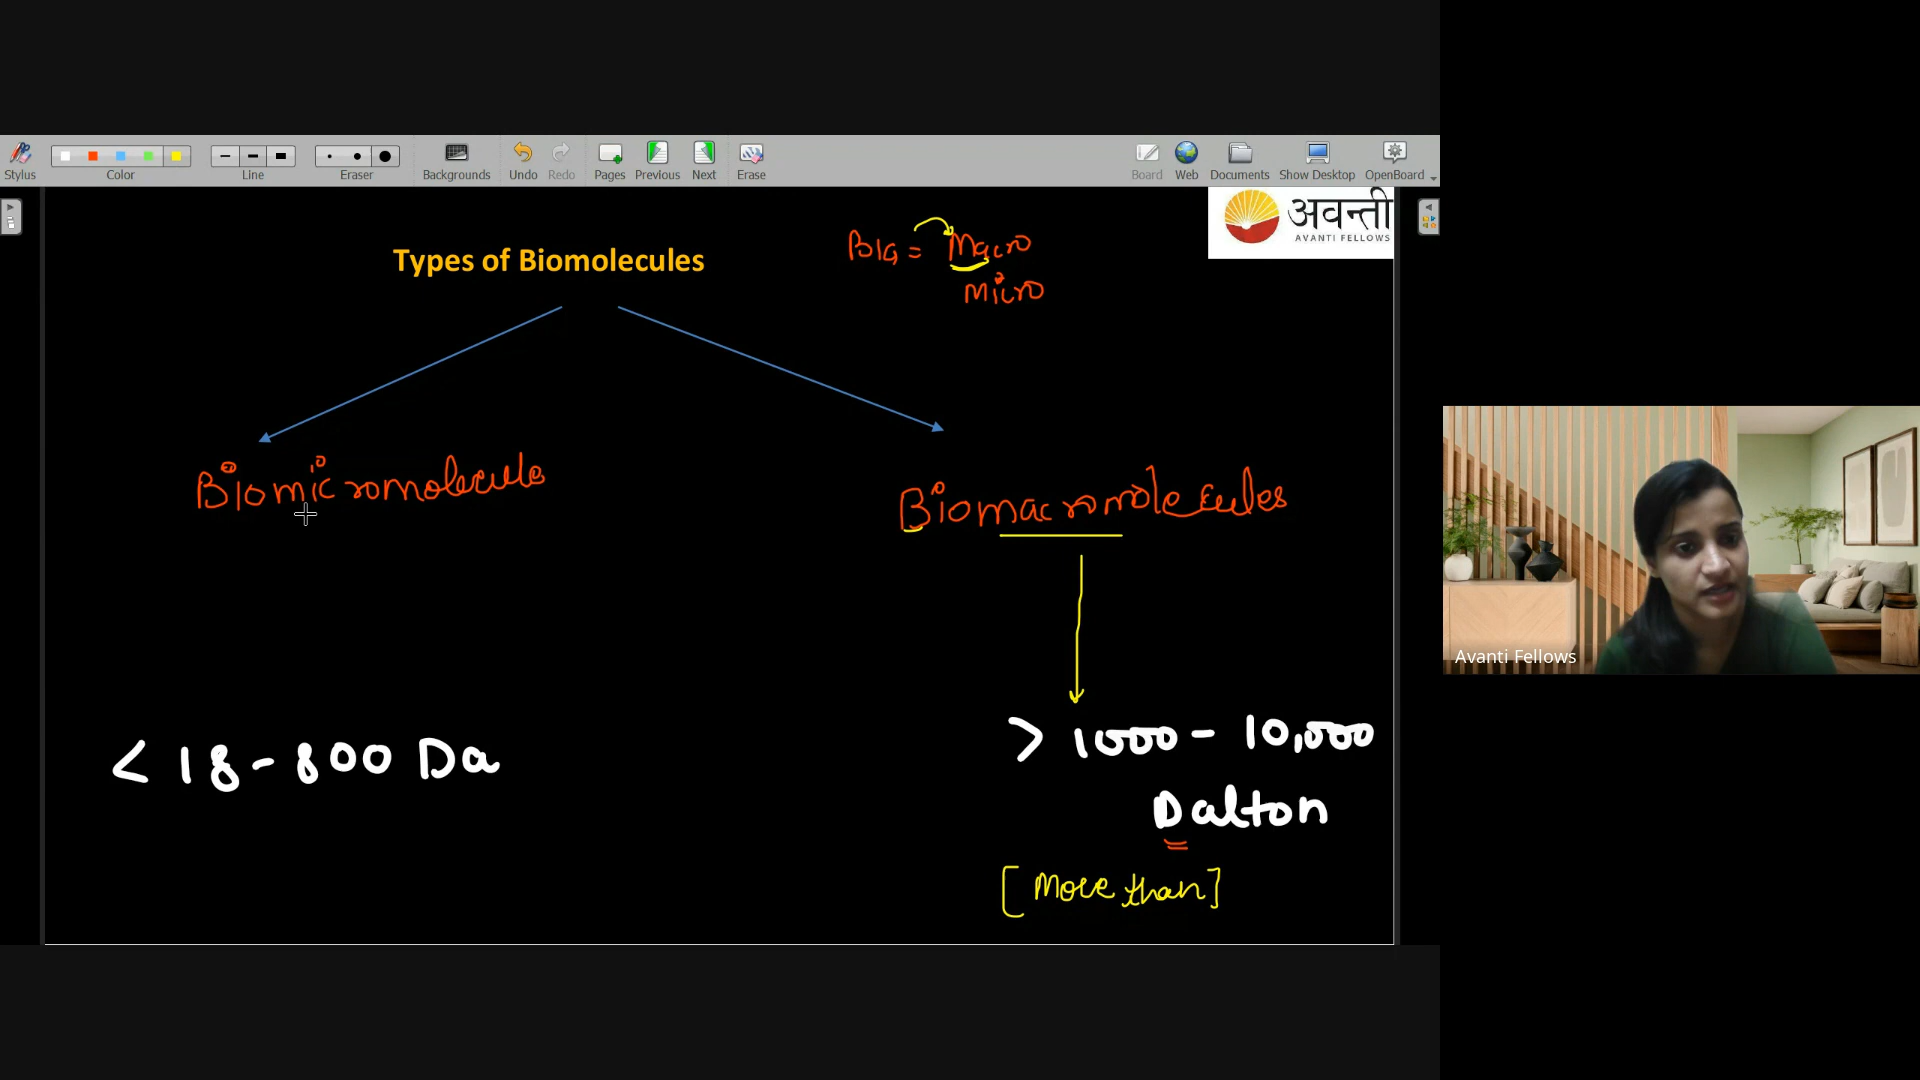 Stylus
Color
Line
Eraser
Backgrounds
Undo
Redo
Pages
Previous
Next
Erase
Board
Web
Documents
Show Desktop
OpenBoard
अवन्ती
AVANTI FELLOWS
Types of Biomolecules
BIG = Macro
Micro
Biomicromolecule
Biomacromolecules
< 18-800 Da
> 1000 - 10,000
Dalton
[More than]
Avanti Fellows